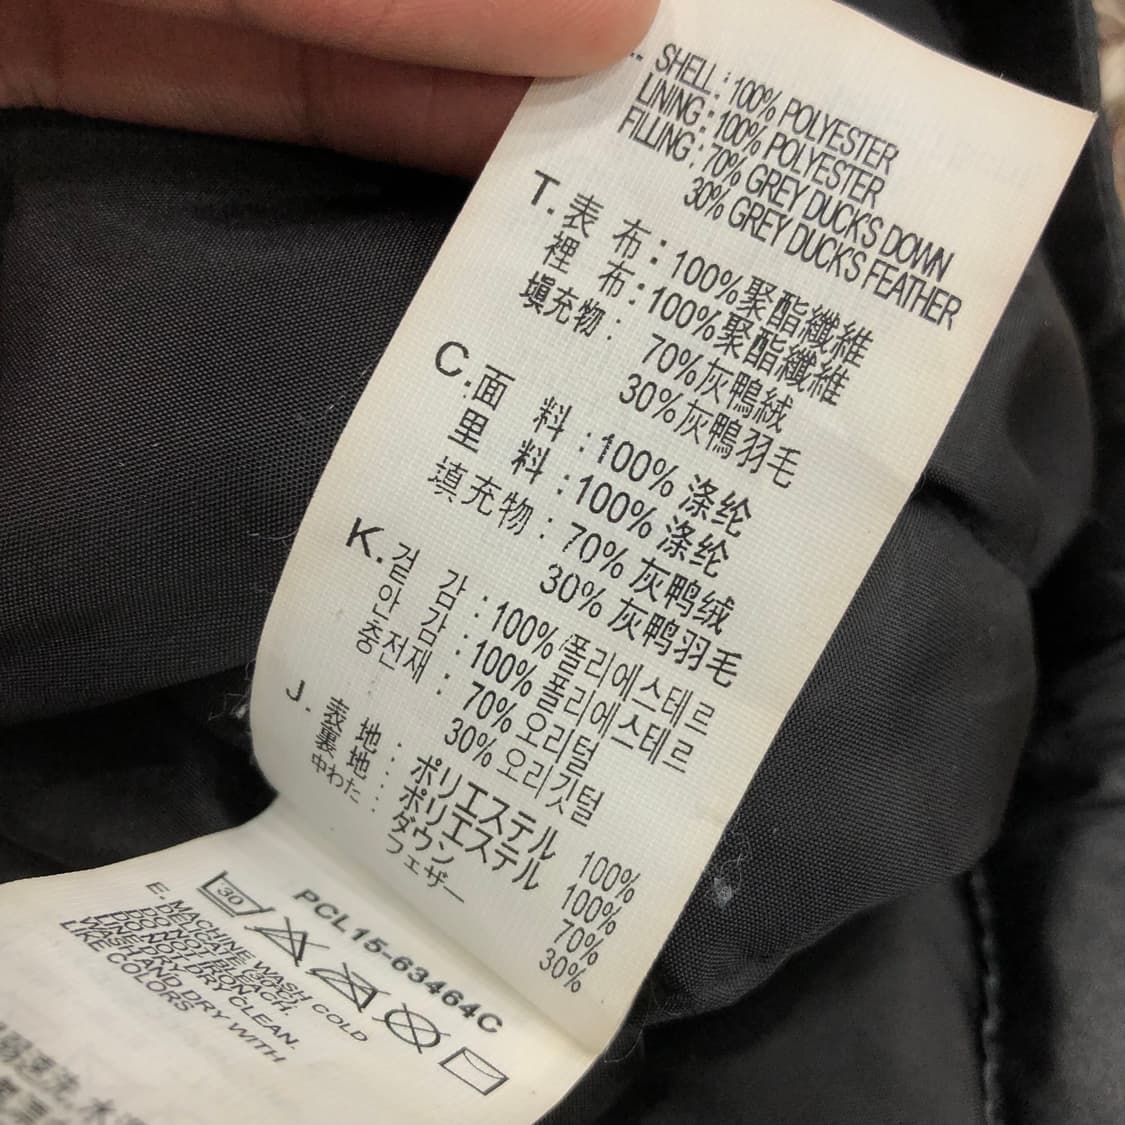 SHELL : 100% POLYESTER
LINING : 100% POLYESTER
FILLING : 70% GREY DUCK'S DOWN
30% GREY DUCK'S FEATHER
T. 表 布 : 100%聚酯纖維
裡 布 : 100%聚酯纖維
填充物 : 70%灰鴨絨
30%灰鴨羽毛
C. 面 料 : 100% 涤纶
里 料 : 100% 涤纶
填充物 : 70% 灰鸭绒
30% 灰鸭羽毛
K. 겉 감 : 100% 폴리에스테르
안 감 : 100% 폴리에스테르
충전재 : 70% 오리털
30% 오리깃털
J. 表 地 : ポリエステル 100%
裏 地 : ポリエステル 100%
中わた : ダウン 70%
フェザー 30%
PCL15-63464C
30
E. MACHINE WASH COLD
DELICATE
DO NOT BLEACH.
DO NOT IRON.
LINE DRY
WASH AND DRY WITH
LIKE COLORS